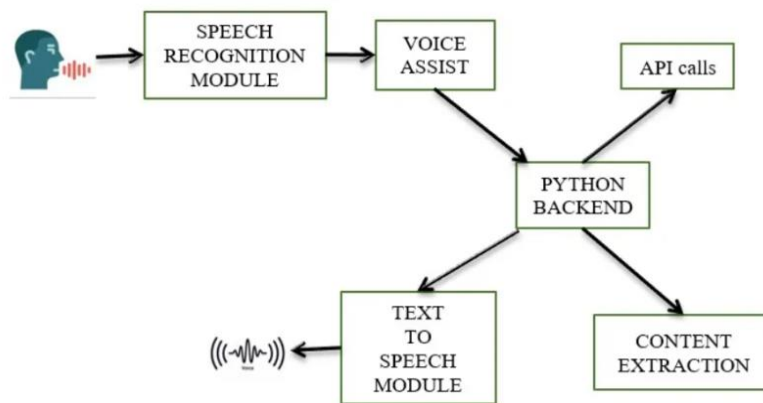 SPEECH
RECOGNITION
MODULE
VOICE
ASSIST
API calls
PYTHON
BACKEND
TEXT
TO
SPEECH
MODULE
CONTENT
EXTRACTION